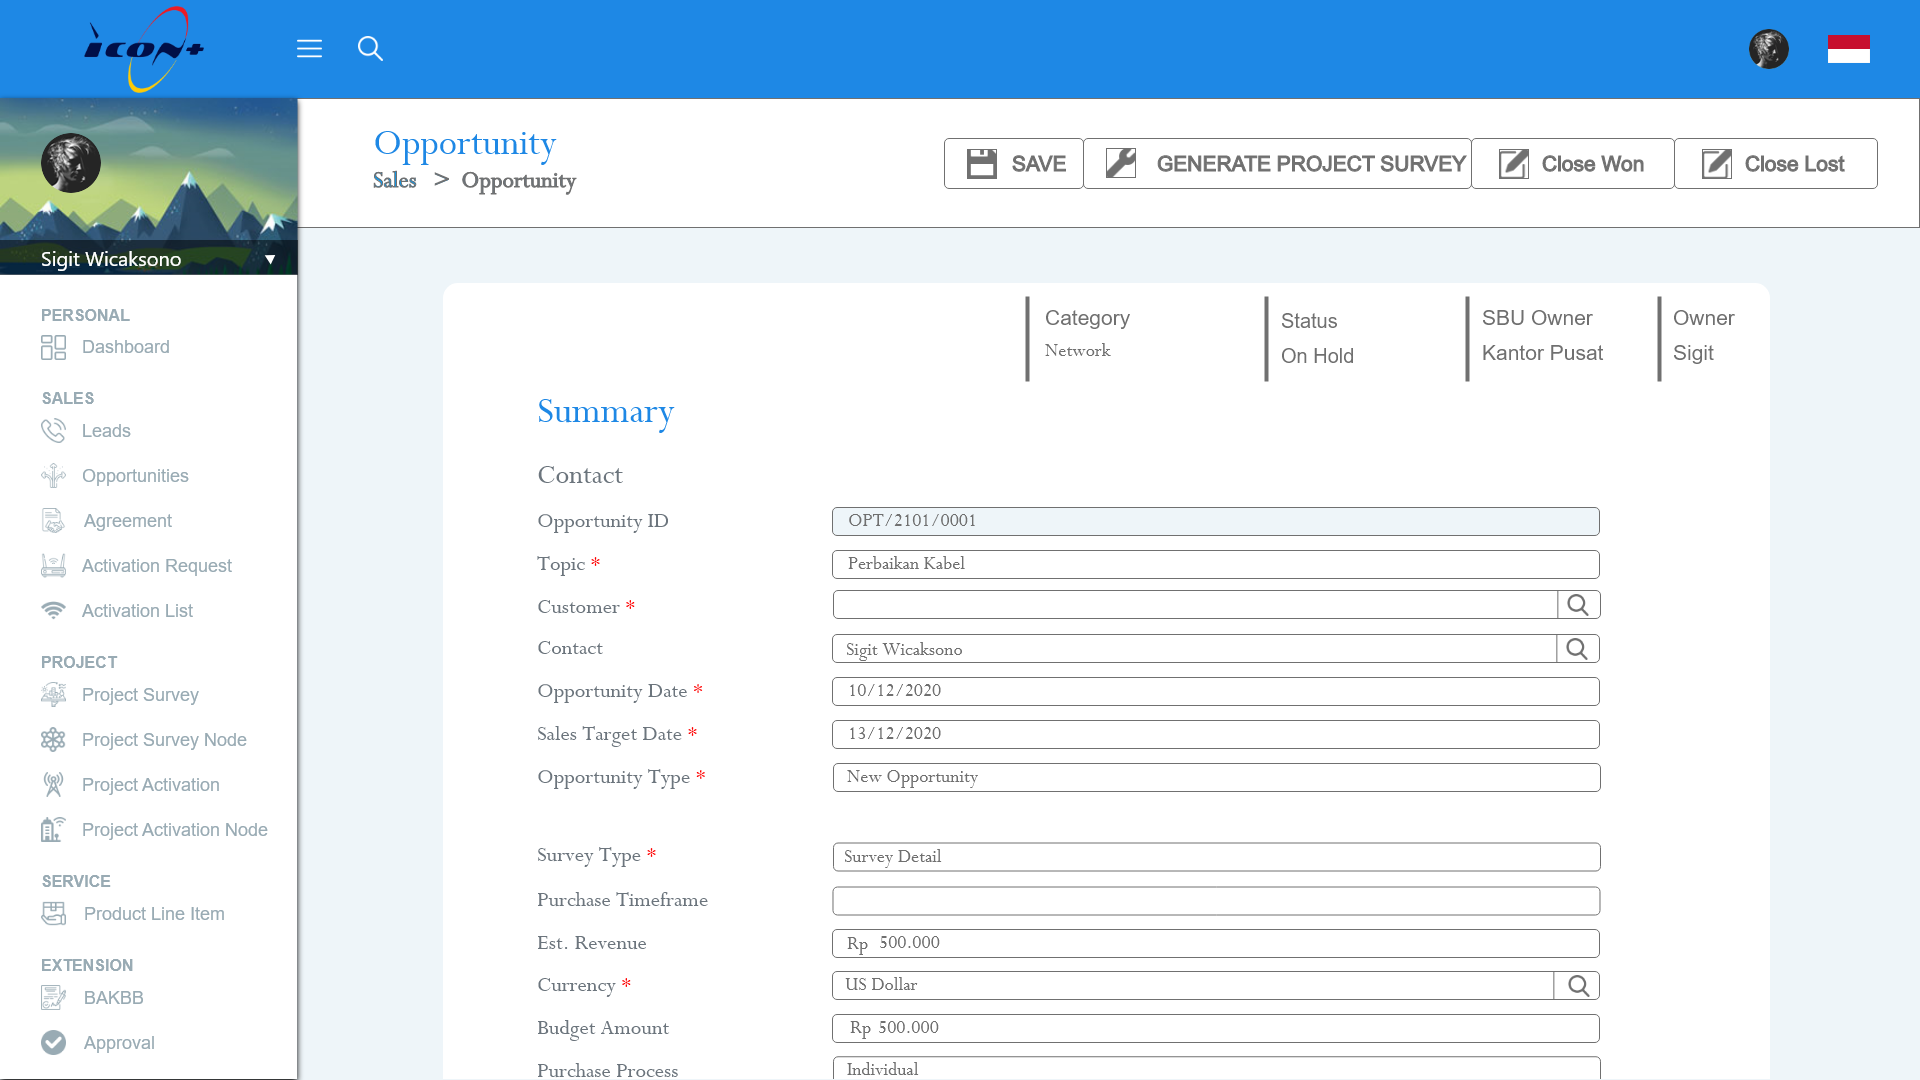 icon+
Opportunity
Sales > Opportunity
SAVE
GENERATE PROJECT SURVEY
Close Won
Close Lost
Sigit Wicaksono ▼
PERSONAL
Dashboard
SALES
Leads
Opportunities
Agreement
Activation Request
Activation List
PROJECT
Project Survey
Project Survey Node
Project Activation
Project Activation Node
SERVICE
Product Line Item
EXTENSION
BAKBB
Approval
Category
Network
Status
On Hold
SBU Owner
Kantor Pusat
Owner
Sigit
Summary
Contact
Opportunity ID OPT/2101/0001
Topic * Perbaikan Kabel
Customer *
Contact Sigit Wicaksono
Opportunity Date * 10/12/2020
Sales Target Date * 13/12/2020
Opportunity Type * New Opportunity
Survey Type * Survey Detail
Purchase Timeframe
Est. Revenue Rp 500.000
Currency * US Dollar
Budget Amount Rp 500.000
Purchase Process Individual